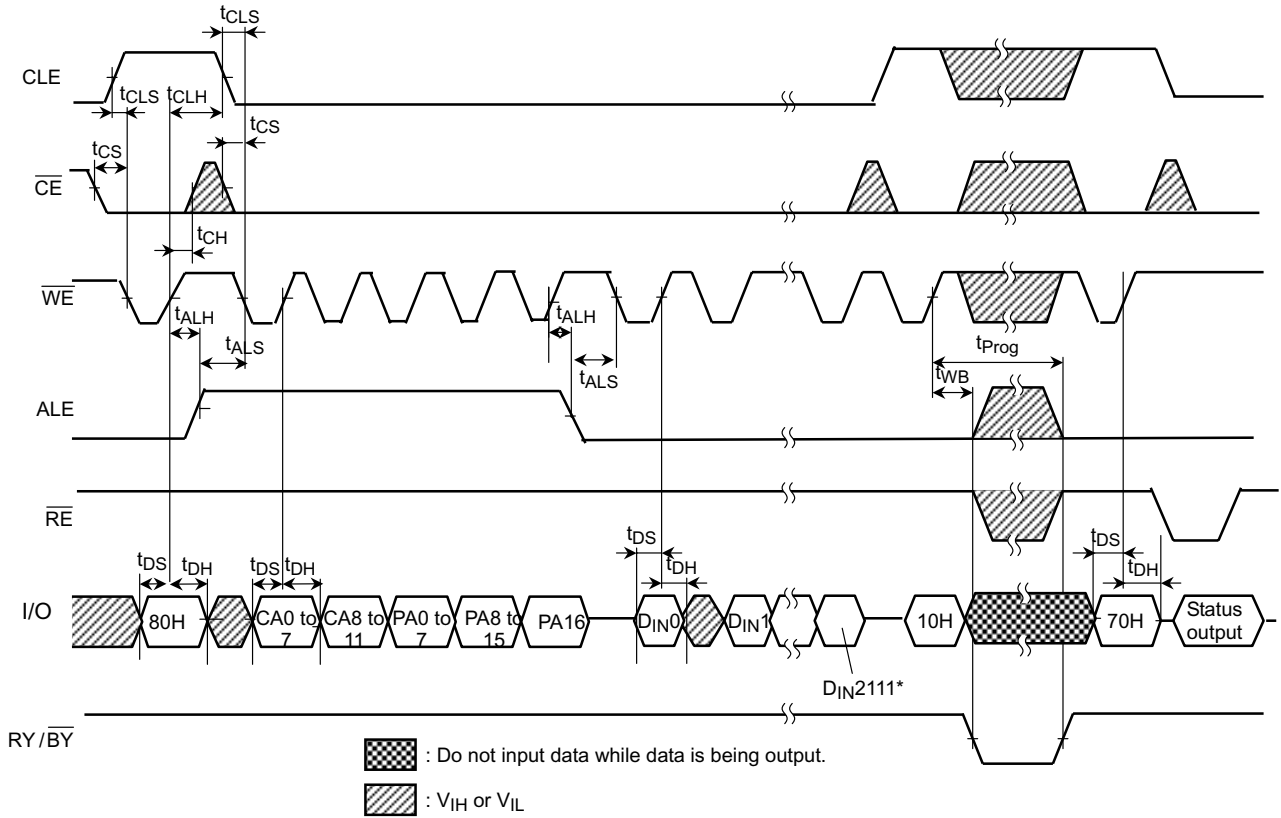 tCLS
CLE
tCLS tCLH
tCS
tCS
CE
tCH
WE
tALH tALH
tALS tALS
tProg
tWB
ALE
RE
tDS tDH tDS tDH tDS tDH tDS tDH
I/O 80H CA0 to 7 CA8 to 11 PA0 to 7 PA8 to 15 PA16 DIN0 DIN1 10H 70H Status output
DIN2111*
RY/BY
: Do not input data while data is being output.
: VIH or VIL